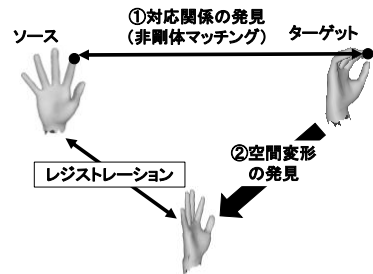 ①対応関係の発見
(非剛体マッチング)
ソース
ターゲット
②空間変形
の発見
レジストレーション